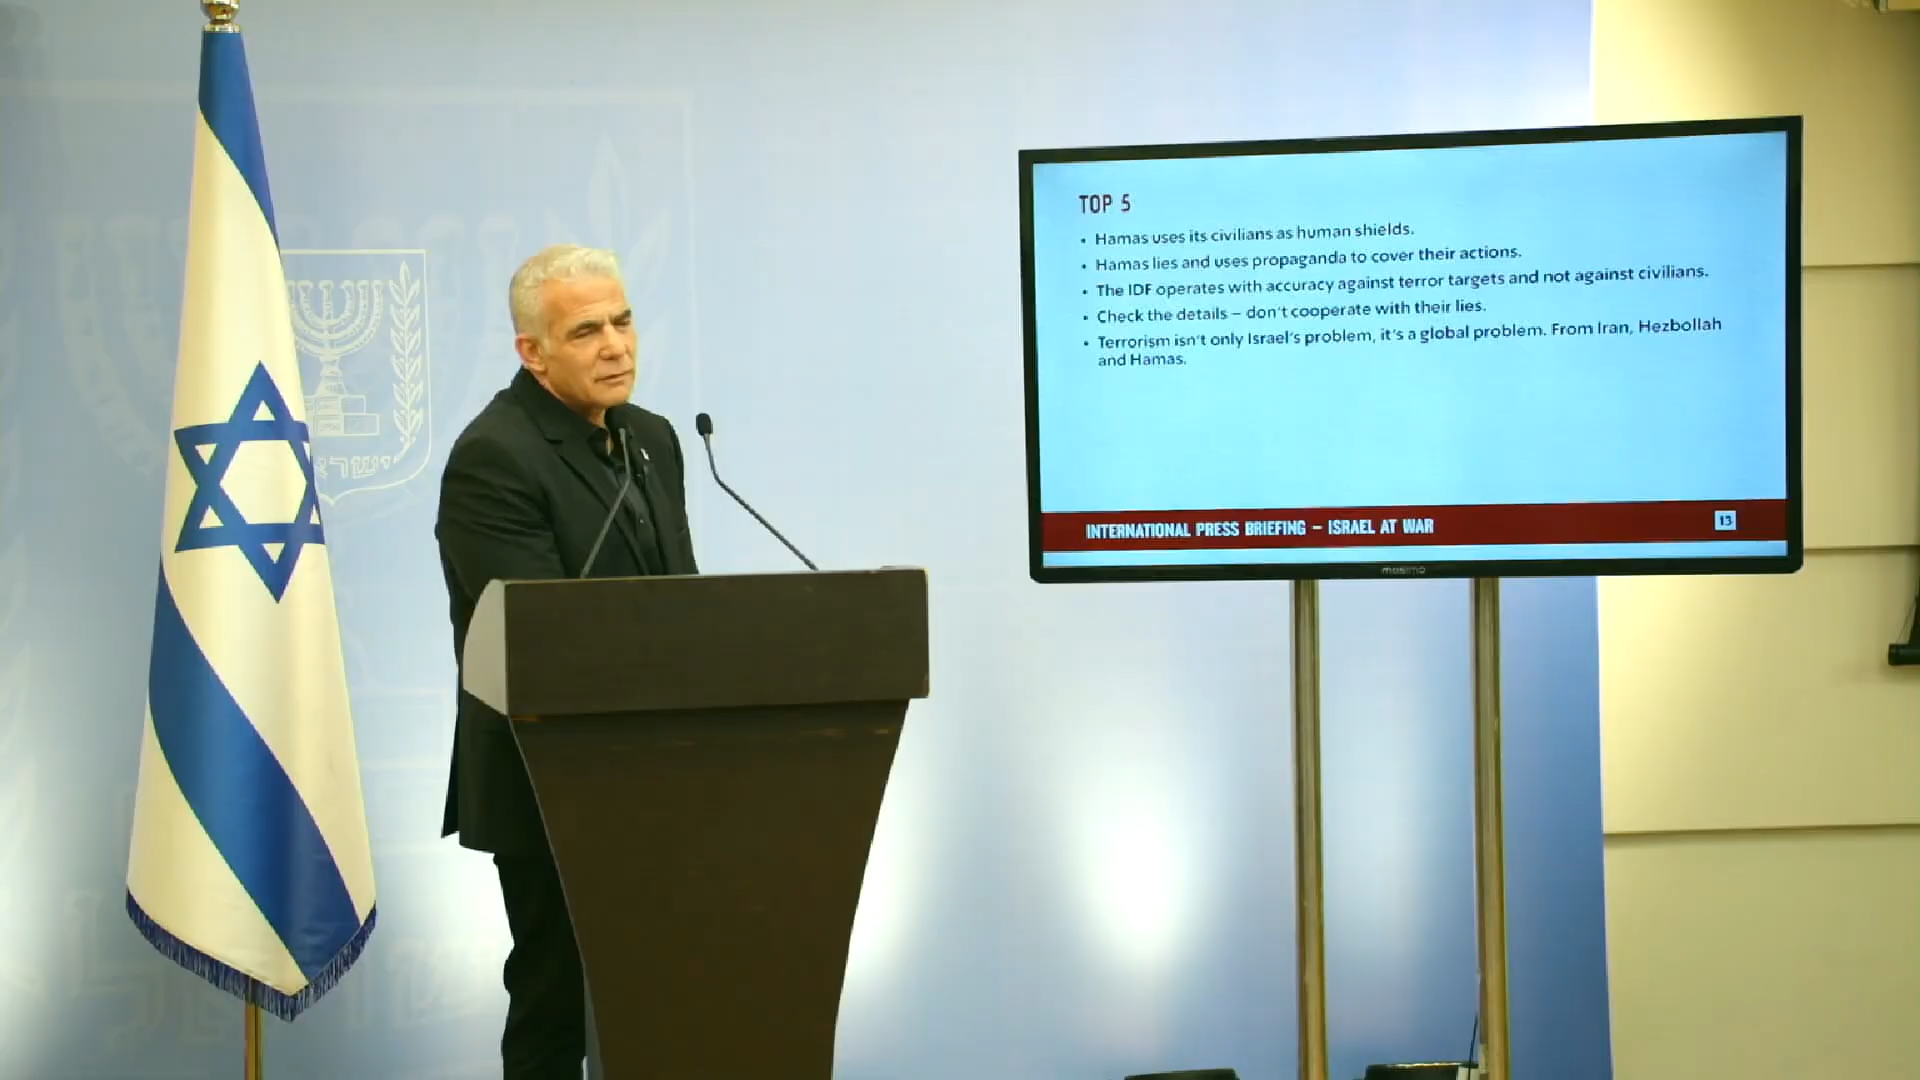 TOP 5
• Hamas uses its civilians as human shields.
• Hamas lies and uses propaganda to cover their actions.
• The IDF operates with accuracy against terror targets and not against civilians.
• Check the details – don't cooperate with their lies.
• Terrorism isn't only Israel's problem, it's a global problem. From Iran, Hezbollah
and Hamas.
INTERNATIONAL PRESS BRIEFING – ISRAEL AT WAR
13
masimo